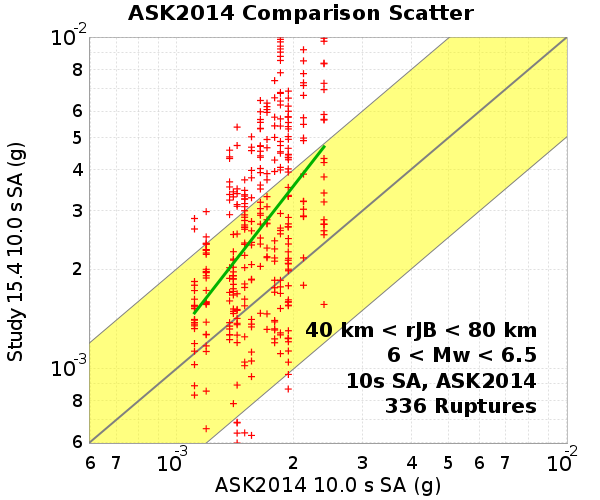 ASK2014 Comparison Scatter
10-2
8
6
5
4
3
2
10-3
8
6
Study 15.4 10.0 s SA (g)
40 km < rJB < 80 km
6 < Mw < 6.5
10s SA, ASK2014
336 Ruptures
6 7 10-3 2 3 4 5 6 7 10-2
ASK2014 10.0 s SA (g)